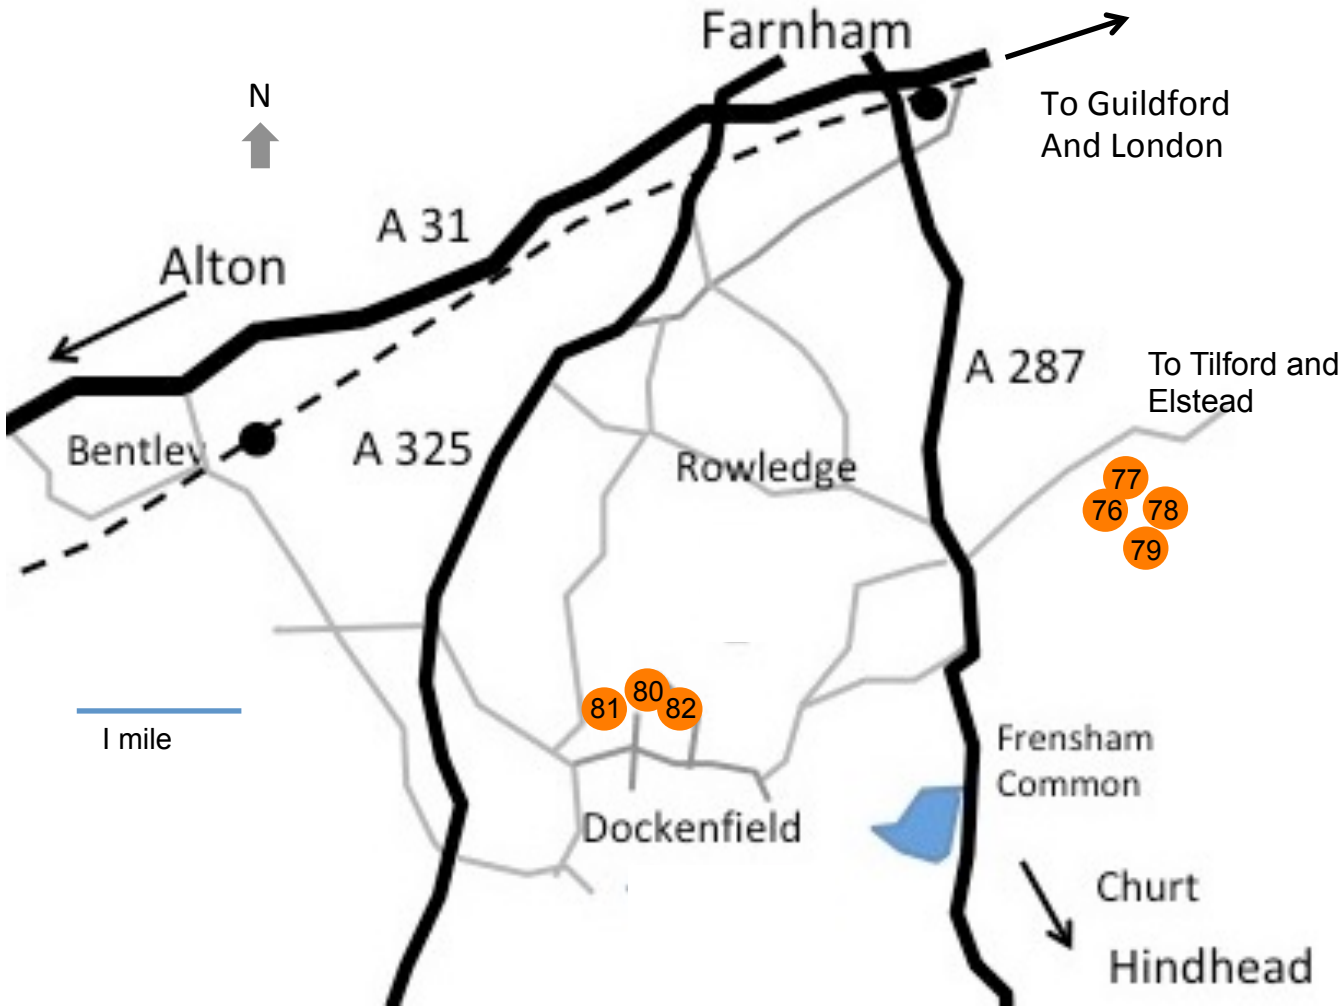 Farnham
N
To Guildford
And London
A 31
Alton
To Tilford and
Elstead
A 287
Bentley
A 325
Rowledge
77
76
78
79
80
81
82
I mile
Frensham
Common
Dockenfield
Churt
Hindhead